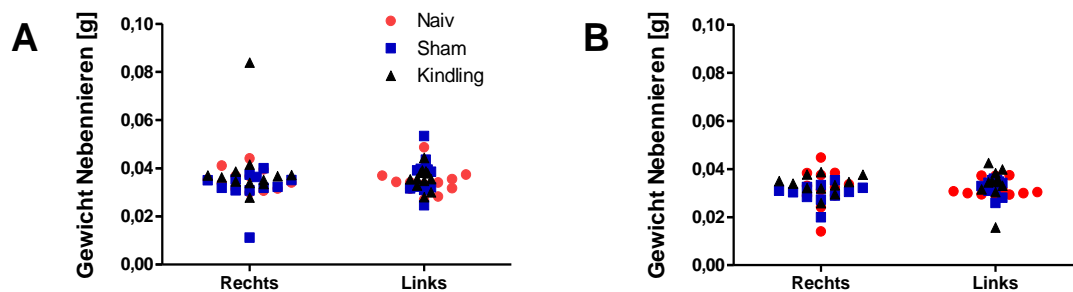 A
Gewicht Nebennieren [g]
0,10
0,08
0,06
0,04
0,02
0,00
Rechts
Links
Naiv
Sham
Kindling
B
Gewicht Nebennieren [g]
0,10
0,08
0,06
0,04
0,02
0,00
Rechts
Links